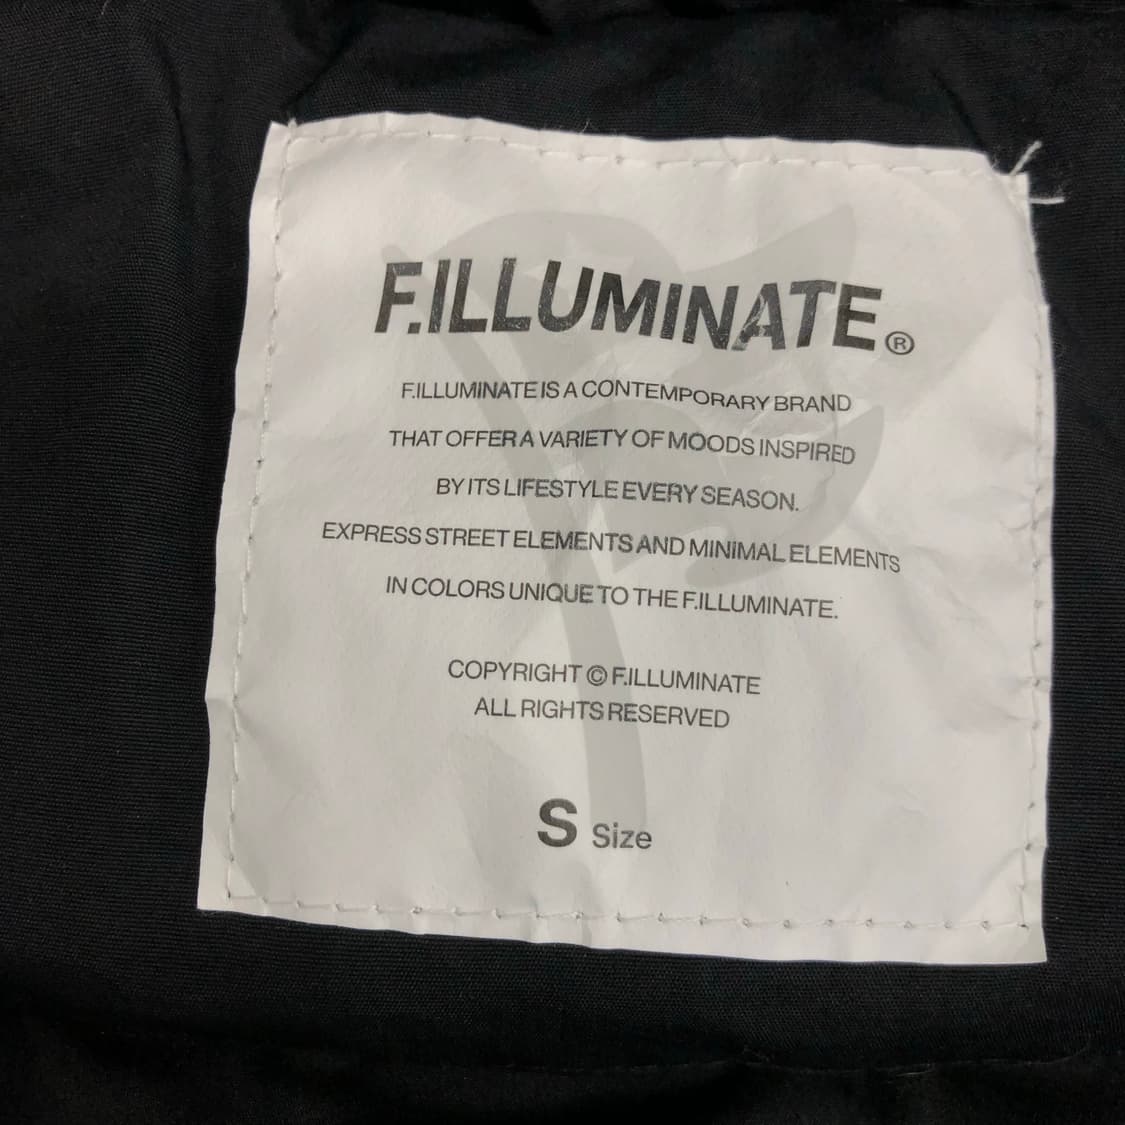 F.ILLUMINATE®
F.ILLUMINATE IS A CONTEMPORARY BRAND
THAT OFFER A VARIETY OF MOODS INSPIRED
BY ITS LIFESTYLE EVERY SEASON.
EXPRESS STREET ELEMENTS AND MINIMAL ELEMENTS
IN COLORS UNIQUE TO THE F.ILLUMINATE.
COPYRIGHT © F.ILLUMINATE
ALL RIGHTS RESERVED
S Size